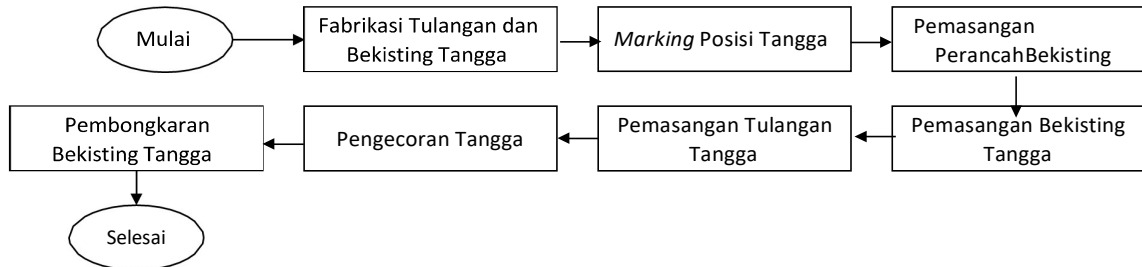 Mulai
Fabrikasi Tulangan dan
Bekisting Tangga
Marking Posisi Tangga
Pemasangan
PerancahBekisting
Pemasangan Bekisting
Tangga
Pemasangan Tulangan
Tangga
Pengecoran Tangga
Pembongkaran
Bekisting Tangga
Selesai